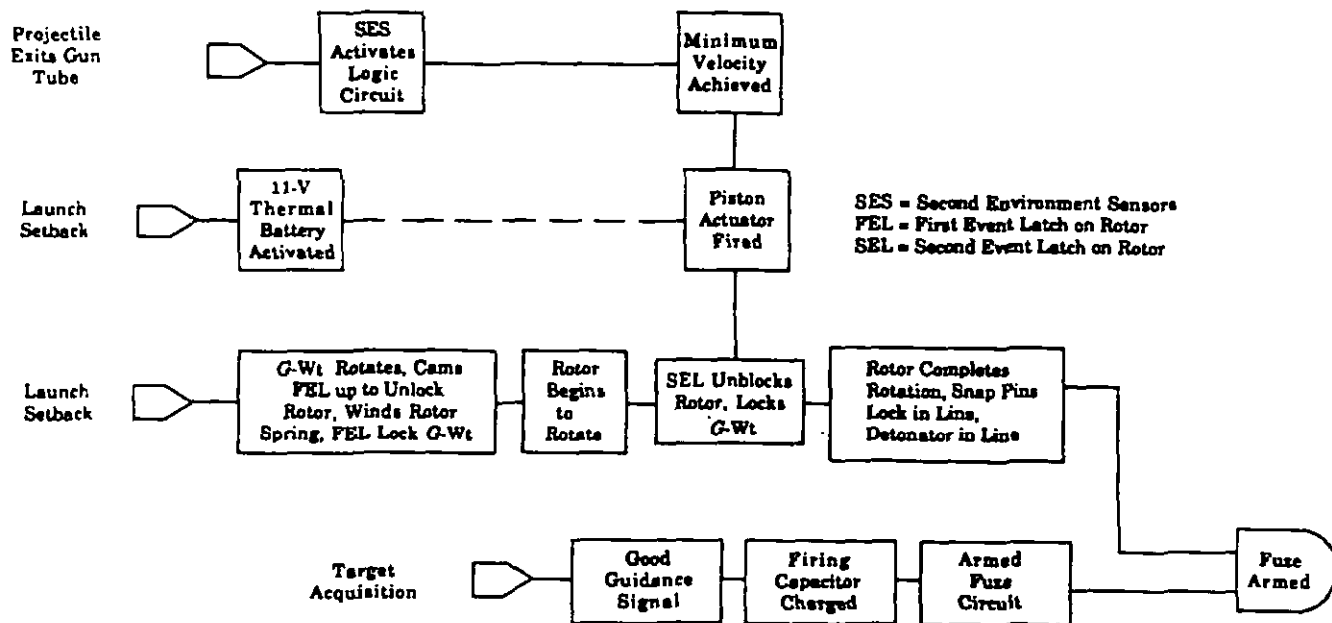 Projectile
Exits Gun
Tube
SES
Activates
Logic
Circuit
Minimum
Velocity
Achieved
Launch
Setback
11-V
Thermal
Battery
Activated
Piston
Actuator
Fired
SES = Second Environment Sensors
FEL = First Event Latch on Rotor
SEL = Second Event Latch on Rotor
Launch
Setback
G-Wt Rotates, Cams
FEL up to Unlock
Rotor, Winds Rotor
Spring, FEL Lock G-Wt
Rotor
Begins
to
Rotate
SEL Unblocks
Rotor, Locks
G-Wt
Rotor Completes
Rotation, Snap Pins
Lock in Line,
Detonator in Line
Target
Acquisition
Good
Guidance
Signal
Firing
Capacitor
Charged
Armed
Fuze
Circuit
Fuze
Armed